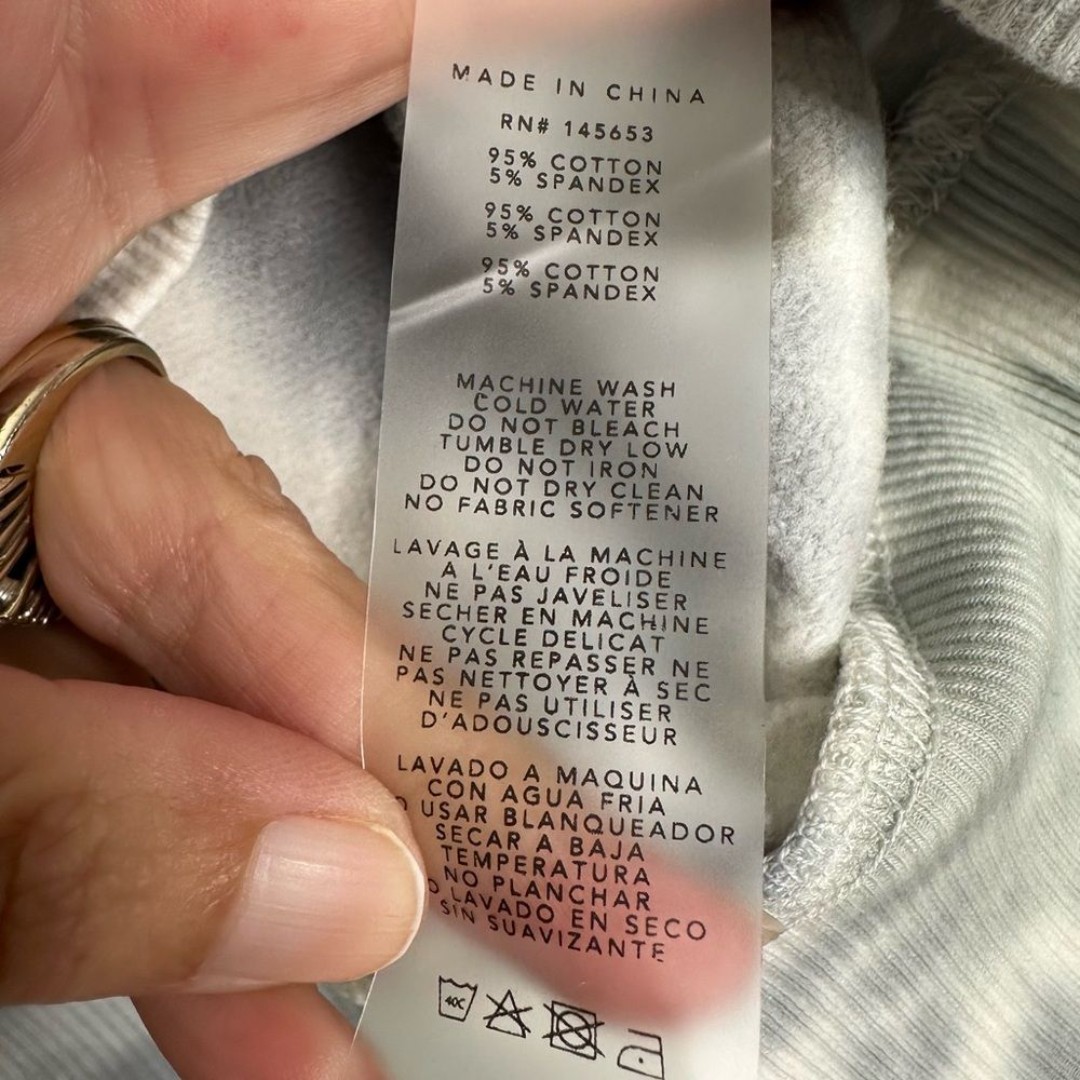 MADE IN CHINA
RN# 145653
95% COTTON
5% SPANDEX
95% COTTON
5% SPANDEX
95% COTTON
5% SPANDEX
MACHINE WASH
COLD WATER
DO NOT BLEACH
TUMBLE DRY LOW
DO NOT IRON
DO NOT DRY CLEAN
NO FABRIC SOFTENER
LAVAGE À LA MACHINE
A L'EAU FROIDE
NE PAS JAVELISER
SECHER EN MACHINE
CYCLE DELICAT
NE PAS REPASSER NE
PAS NETTOYER À SEC
NE PAS UTILISER
D'ADOUSCISSEUR
LAVADO A MAQUINA
CON AGUA FRIA
USAR BLANQUEADOR
SECAR A BAJA
TEMPERATURA
NO PLANCHAR
LAVADO EN SECO
SIN SUAVIZANTE
40C